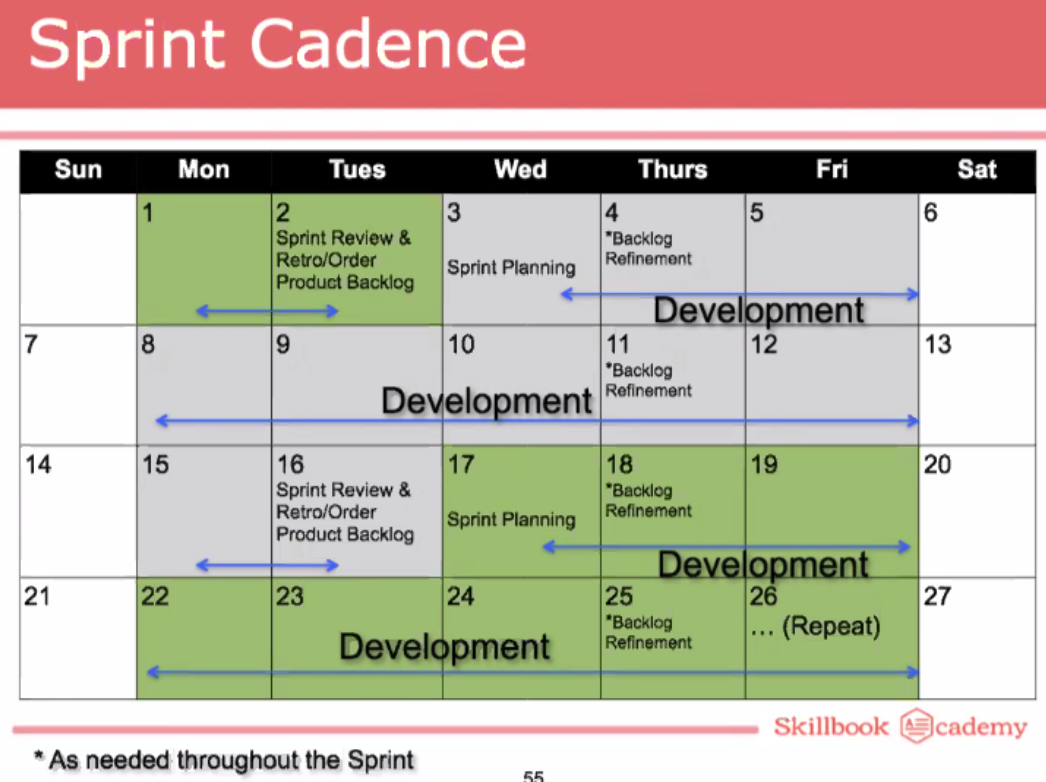 Sprint Cadence
Sun Mon Tues Wed Thurs Fri Sat
1 2 3 4 5 6
Sprint Review &
Retro/Order
Product Backlog
Sprint Planning
*Backlog
Refinement
Development
7 8 9 10 11 12 13
*Backlog
Refinement
Development
14 15 16 17 18 19 20
Sprint Review &
Retro/Order
Product Backlog
Sprint Planning
*Backlog
Refinement
Development
21 22 23 24 25 26 27
*Backlog
Refinement
... (Repeat)
Development
Skillbook Academy
* As needed throughout the Sprint
55